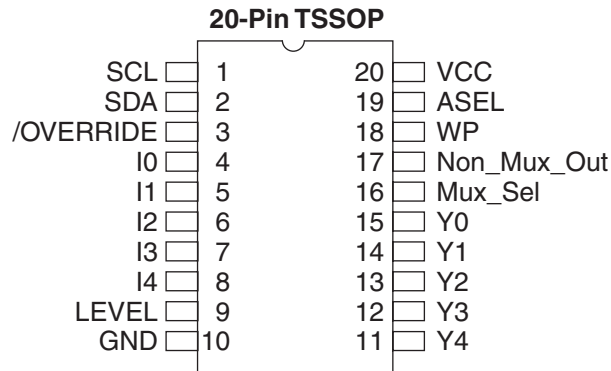 20-Pin TSSOP
SCL 1 20 VCC
SDA 2 19 ASEL
/OVERRIDE 3 18 WP
I0 4 17 Non_Mux_Out
I1 5 16 Mux_Sel
I2 6 15 Y0
I3 7 14 Y1
I4 8 13 Y2
LEVEL 9 12 Y3
GND 10 11 Y4